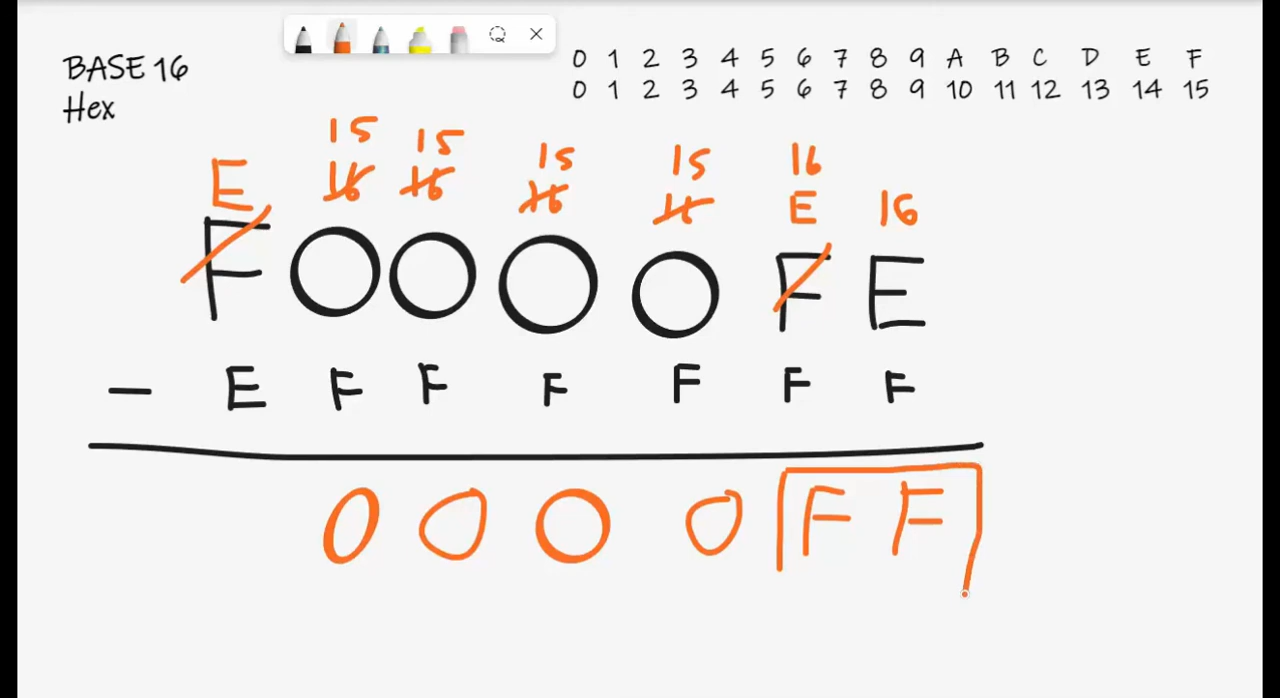 BASE 16
Hex
0 1 2 3 4 5 6 7 8 9 A B C D E F
0 1 2 3 4 5 6 7 8 9 10 11 12 13 14 15
15 15 15 15 16
E 16 16 16 16 E 16
F O O O O F E
- E F F F F F F
0 0 0 0 F F